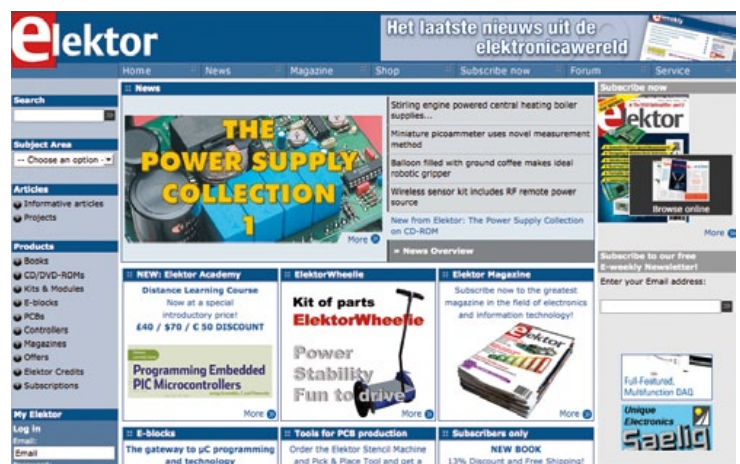 elektor
Het laatste nieuws uit de
elektronicawereld
Home
News
Magazine
Shop
Subscribe now
Forum
Service
Search
Subject Area
-- Choose an option -
Articles
Informative articles
Projects
Products
Books
CD/DVD-ROMs
Kits & Modules
E-blocks
PCBs
Controllers
Magazines
Offers
Elektor Credits
Subscriptions
My Elektor
Log in
Email:
Email
:: News
THE
POWER SUPPLY
COLLECTION
1
More
Stirling engine powered central heating boiler
supplies...
Miniature picoammeter uses novel measurement
method
Balloon filled with ground coffee makes ideal
robotic gripper
Wireless sensor kit includes RF remote power
source
New from Elektor: The Power Supply Collection
on CD-ROM
» News Overview
:: NEW: Elektor Academy
Distance Learning Course
Now at a special
introductory price!
£40 / $70 / € 50 DISCOUNT
Programming Embedded
PIC Microcontrollers
More
:: ElektorWheelie
Kit of parts
ElektorWheelie
Power
Stability
Fun to drive
More
:: Elektor Magazine
Subscribe now to the greatest
magazine in the field of electronics
and information technology!
elektor
More
:: E-blocks
The gateway to µC programming
and technology
:: Tools for PCB production
Order the Elektor Stencil Machine
and Pick & Place Tool and get a
:: Subscribers only
NEW BOOK
13% Discount and Free Shipping!
Subscribe now
elektor
Browse online
More
Subscribe to our free
E-weekly Newsletter!
Enter your Email address:
Full-Featured,
Multifunction DAQ
Unique
Electronics
Saelig